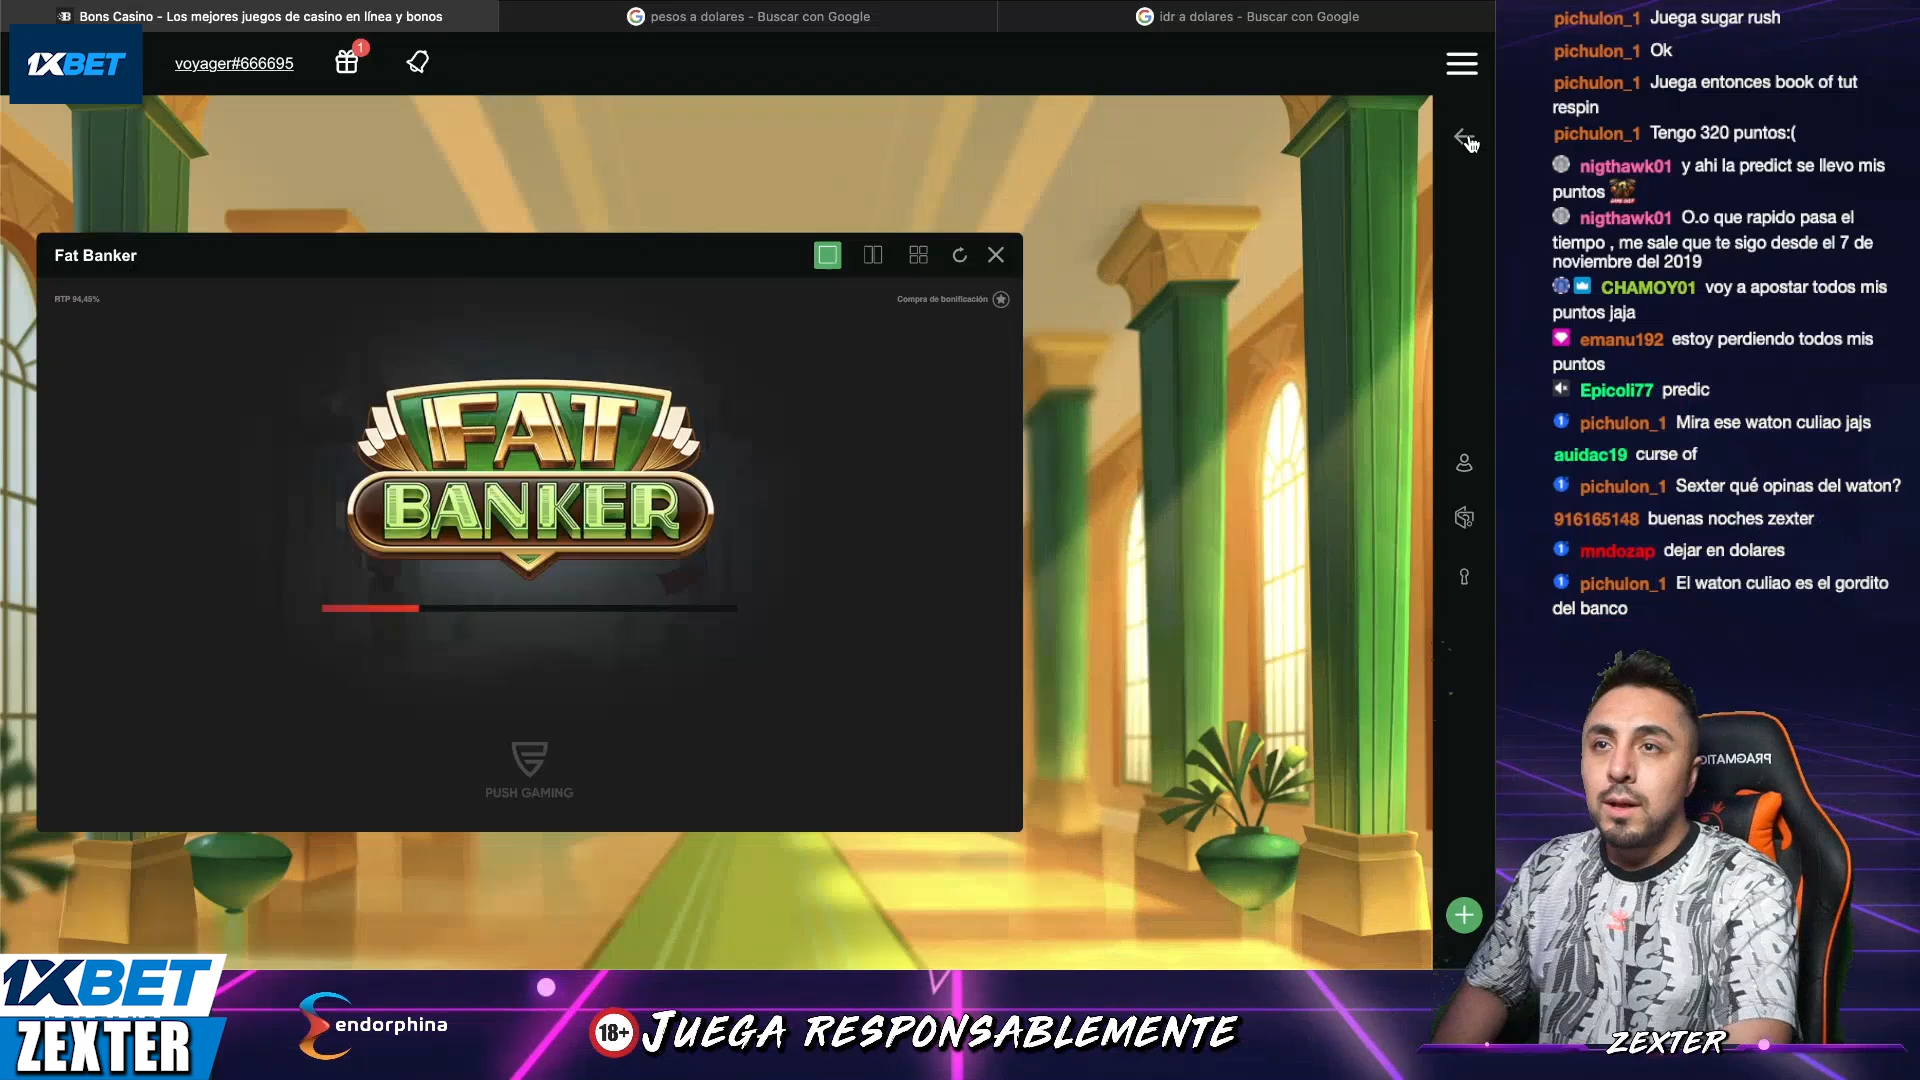 Bons Casino - Los mejores juegos de casino en línea y bonos
pesos a dolares - Buscar con Google
idr a dolares - Buscar con Google
1XBET
voyager#666695
1
Fat Banker
RTP 94,45%
Compra de bonificación
FAT
BANKER
PUSH GAMING
pichulon_1 Juega sugar rush
pichulon_1 Ok
pichulon_1 Juega entonces book of tut
respin
pichulon_1 Tengo 320 puntos:(
nigthawk01 y ahi la predict se llevo mis
puntos
nigthawk01 O.o que rapido pasa el
tiempo , me sale que te sigo desde el 7 de
noviembre del 2019
CHAMOY01 voy a apostar todos mis
puntos jaja
emanu192 estoy perdiendo todos mis
puntos
Epicoli77 predic
1 pichulon_1 Mira ese waton culiao jajs
auidac19 curse of
1 pichulon_1 Sexter qué opinas del waton?
916165148 buenas noches zexter
1 mndozap dejar en dolares
1 pichulon_1 El waton culiao es el gordito
del banco
PRAGMATIC
1XBET
ZEXTER
endorphina
18+ JUEGA RESPONSABLEMENTE
ZEXTER